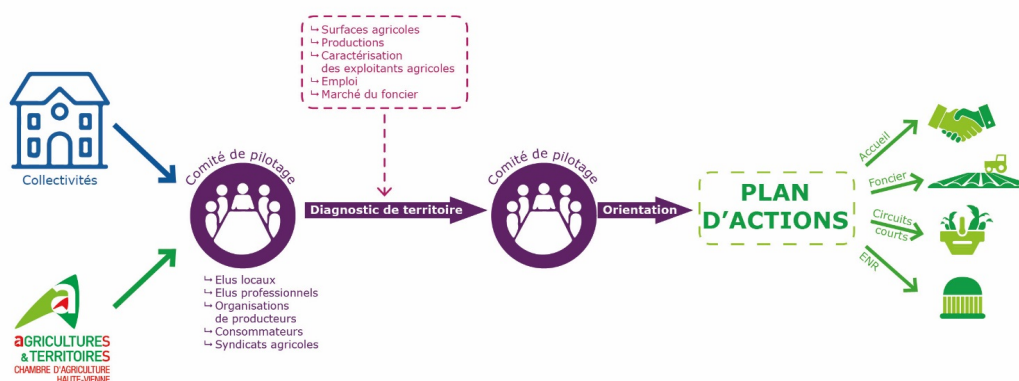 Collectivités
aGRICULTURES
& TERRITOIRES
CHAMBRE D'AGRICULTURE
HAUTE-VIENNE
Comité de pilotage
↳ Elus locaux
↳ Elus professionnels
↳ Organisations
de producteurs
↳ Consommateurs
↳ Syndicats agricoles
↳ Surfaces agricoles
↳ Productions
↳ Caractérisation
des exploitants agricoles
↳ Emploi
↳ Marché du foncier
Diagnostic de territoire
Comité de pilotage
Orientation
PLAN
D'ACTIONS
Accueil
Foncier
Circuits
courts
ENR